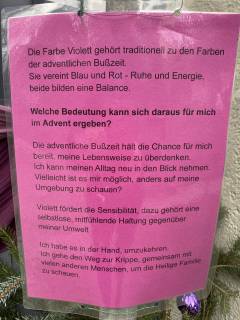 Die Farbe Violett gehört traditionell zu den Farben
der adventlichen Bußzeit.
Sie vereint Blau und Rot - Ruhe und Energie,
beide bilden eine Balance.
Welche Bedeutung kann sich daraus für mich
im Advent ergeben?
Die adventliche Bußzeit hält die Chance für mich
bereit, meine Lebensweise zu überdenken.
Ich kann meinen Alltag neu in den Blick nehmen.
Vielleicht ist es mir möglich, anders auf meine
Umgebung zu schauen?
Violett fördert die Sensibilität, dazu gehört eine
selbstlose, mitfühlende Haltung gegenüber
meiner Umwelt.
Ich habe es in der Hand, umzukehren.
Ich gehe den Weg zur Krippe, gemeinsam mit
vielen anderen Menschen, um die Heilige Familie
zu schauen.